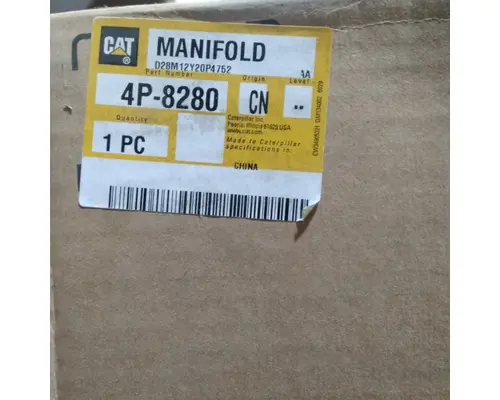 CAT®
MANIFOLD
D28M12Y20P4752
AA
Part Number
Origin
Level
4P-8280
CN
--
Quantity
1 PC
Caterpillar Inc.
Peoria, Illinois 61629 USA
www.cat.com
Made to Caterpillar
specifications in:
CHINA